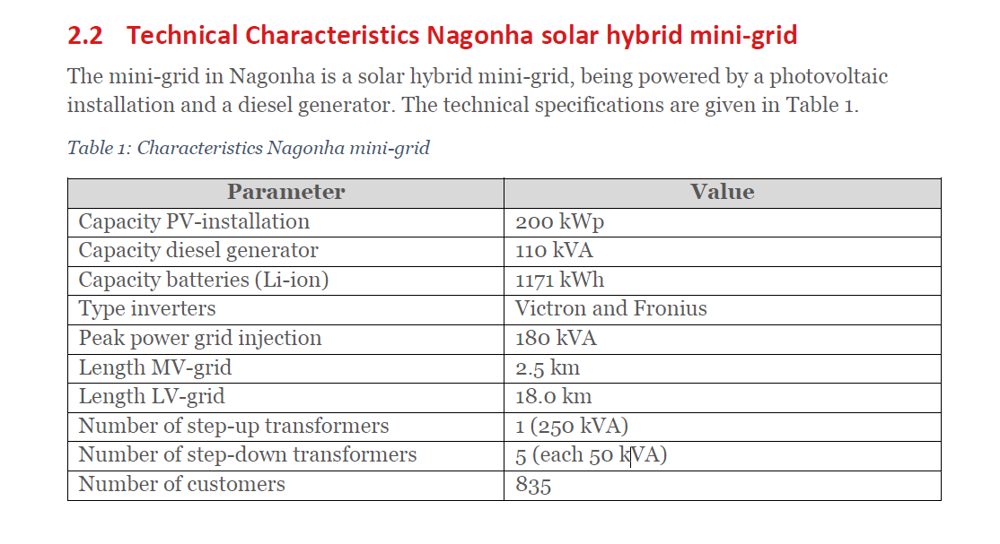 2.2 Technical Characteristics Nagonha solar hybrid mini-grid
The mini-grid in Nagonha is a solar hybrid mini-grid, being powered by a photovoltaic
installation and a diesel generator. The technical specifications are given in Table 1.
Table 1: Characteristics Nagonha mini-grid
Parameter Value
Capacity PV-installation 200 kWp
Capacity diesel generator 110 kVA
Capacity batteries (Li-ion) 1171 kWh
Type inverters Victron and Fronius
Peak power grid injection 180 kVA
Length MV-grid 2.5 km
Length LV-grid 18.0 km
Number of step-up transformers 1 (250 kVA)
Number of step-down transformers 5 (each 50 kVA)
Number of customers 835